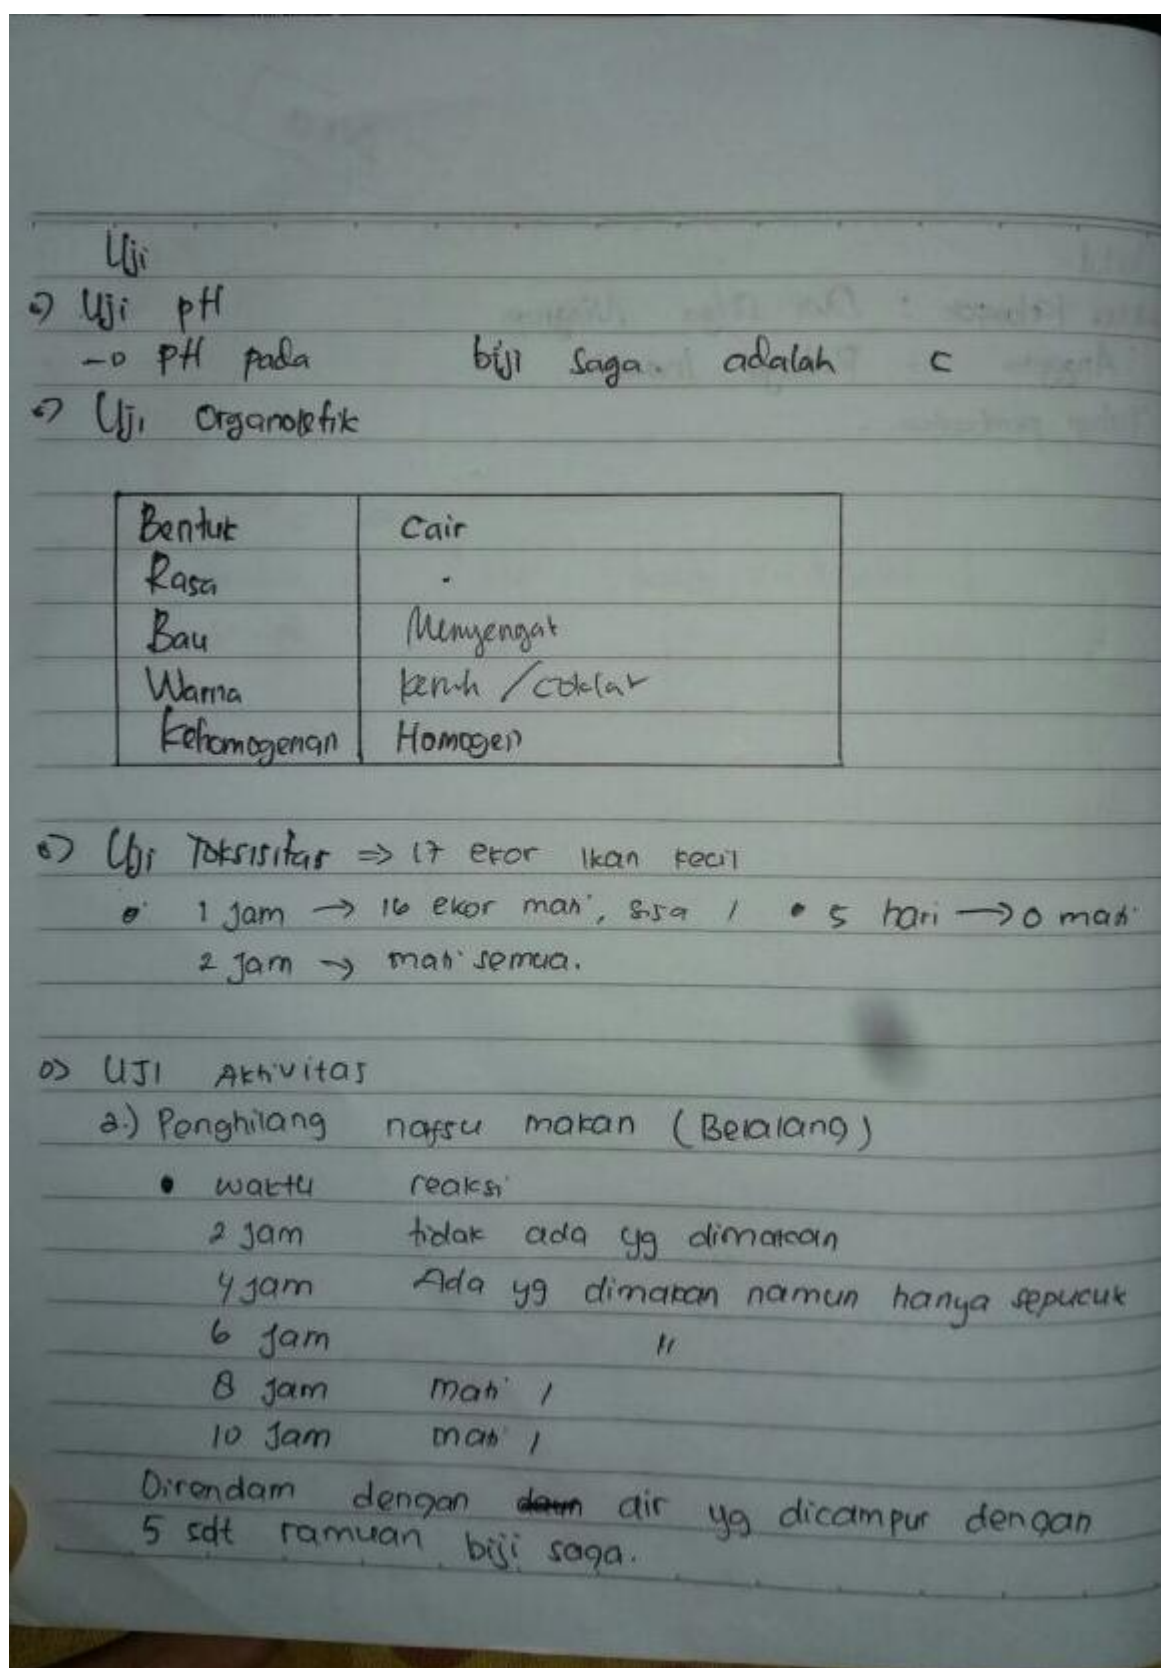 Uji
Uji pH
pH pada biji saga. adalah
Uji Organoleftik
Bentuk Cair
Rasa -
Bau Menyengat
Warna keruh / coklat
Kehomogenan Homogen
Uji Toksisitas => 17 ekor ikan kecil
1 jam → 16 ekor mati, sisa 1 • 5 hari → 0 mati
2 jam → mati semua.
UJI Aktivitas
2.) Penghilang nafsu makan (Belalang)
• waktu reaksi
2 jam tidak ada yg dimakan
4 jam Ada yg dimakan namun hanya sepucuk
6 jam "
8 jam mati 1
10 jam mati 1
Direndam dengan air yg dicampur dengan
5 sdt ramuan biji saga.